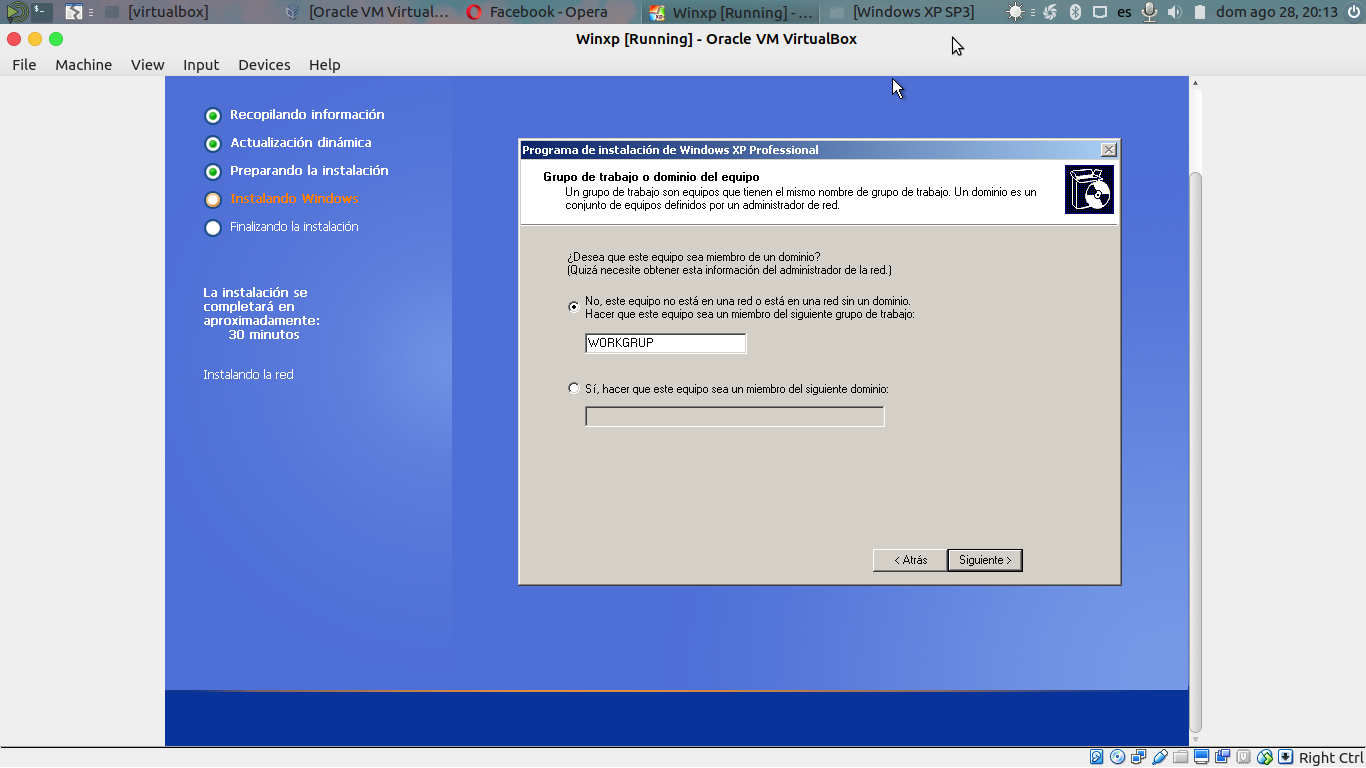 [virtualbox]
[Oracle VM Virtual...
Facebook - Opera
Winxp [Running] - ...
[Windows XP SP3]
es
dom ago 28, 20:13
Winxp [Running] - Oracle VM VirtualBox
File Machine View Input Devices Help
Recopilando información
Actualización dinámica
Preparando la instalación
Instalando Windows
Finalizando la instalación
La instalación se
completará en
aproximadamente:
30 minutos
Instalando la red
Programa de instalación de Windows XP Professional
Grupo de trabajo o dominio del equipo
Un grupo de trabajo son equipos que tienen el mismo nombre de grupo de trabajo. Un dominio es un
conjunto de equipos definidos por un administrador de red.
¿Desea que este equipo sea miembro de un dominio?
(Quizá necesite obtener esta información del administrador de la red.)
No, este equipo no está en una red o está en una red sin un dominio.
Hacer que este equipo sea un miembro del siguiente grupo de trabajo:
WORKGRUP
Sí, hacer que este equipo sea un miembro del siguiente dominio:
< Atrás
Siguiente >
Right Ctrl